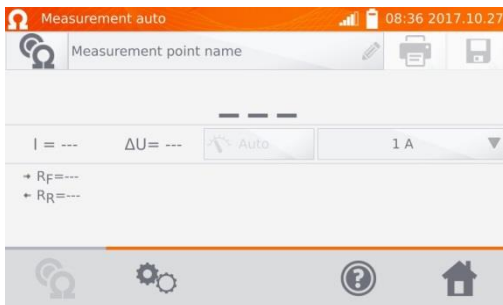 Measurement auto 08:36 2017.10.27
Measurement point name
---
I = --- ΔU= --- Auto 1 A
→ RF=---
← RR=---